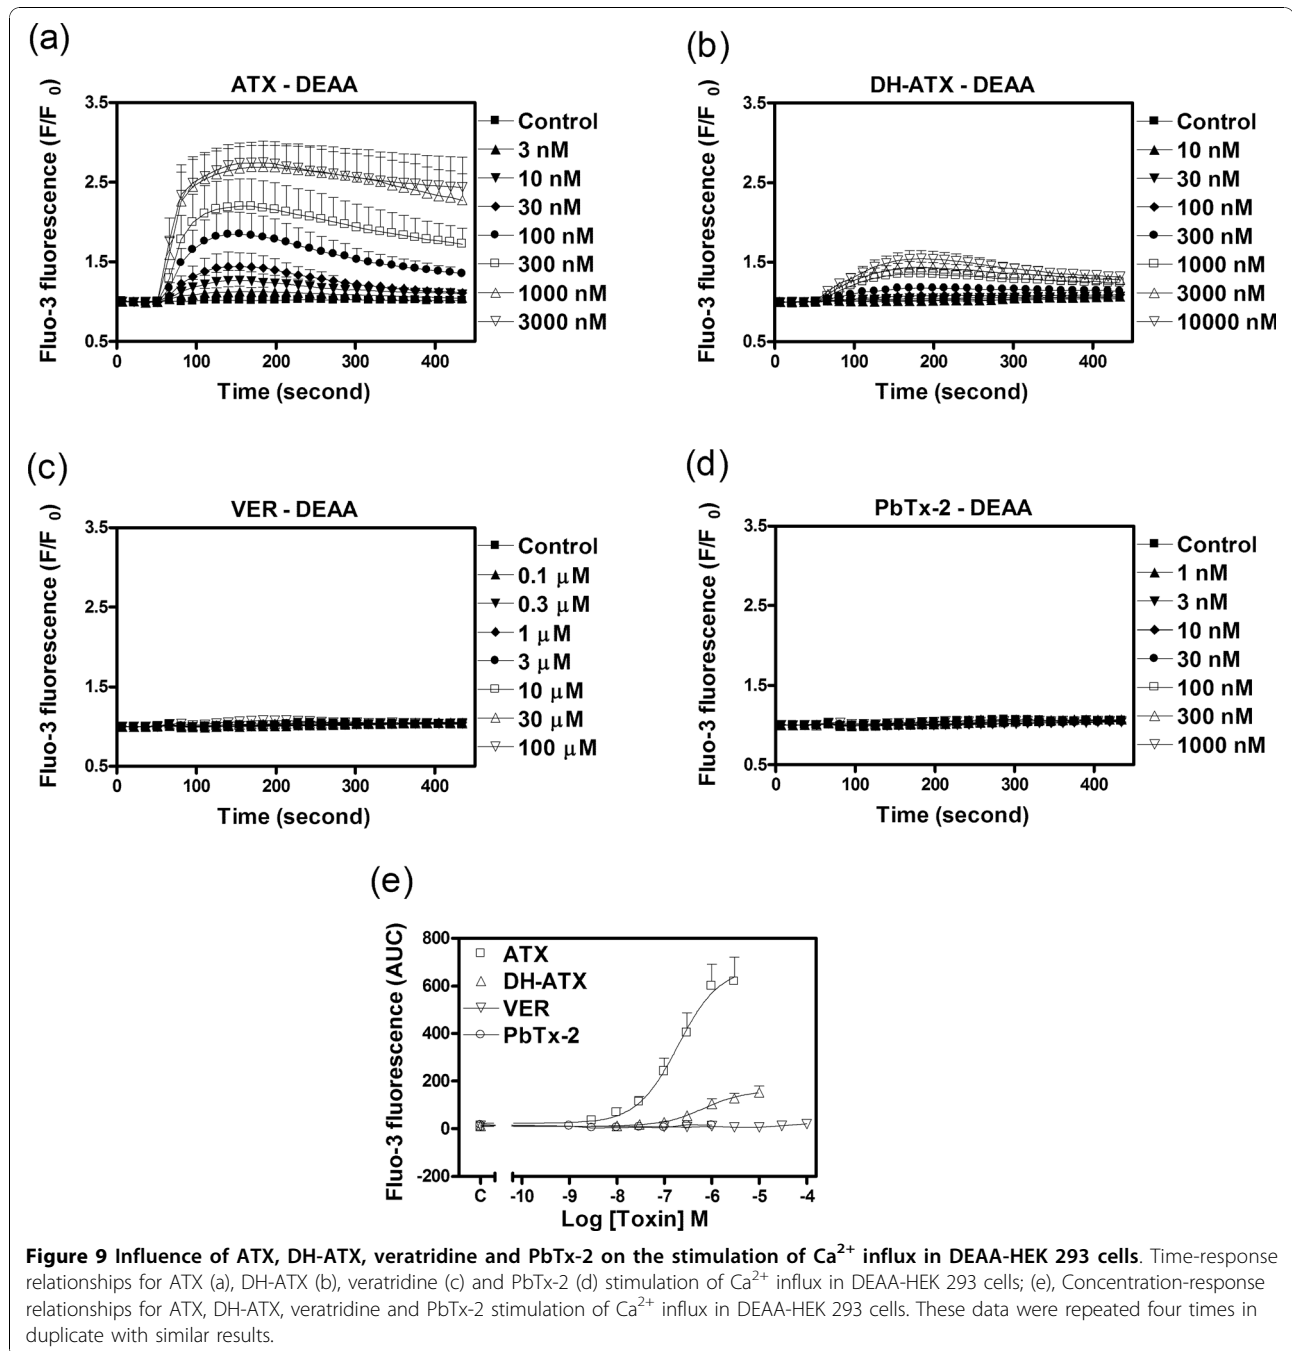 (a)
ATX - DEAA
Fluo-3 fluorescence (F/F 0)
3.5
2.5
1.5
0.5
0 100 200 300 400
Time (second)
Control
3 nM
10 nM
30 nM
100 nM
300 nM
1000 nM
3000 nM
(b)
DH-ATX - DEAA
Fluo-3 fluorescence (F/F 0)
3.5
2.5
1.5
0.5
0 100 200 300 400
Time (second)
Control
10 nM
30 nM
100 nM
300 nM
1000 nM
3000 nM
10000 nM
(c)
VER - DEAA
Fluo-3 fluorescence (F/F 0)
3.5
2.5
1.5
0.5
0 100 200 300 400
Time (second)
Control
0.1 μM
0.3 μM
1 μM
3 μM
10 μM
30 μM
100 μM
(d)
PbTx-2 - DEAA
Fluo-3 fluorescence (F/F 0)
3.5
2.5
1.5
0.5
0 100 200 300 400
Time (second)
Control
1 nM
3 nM
10 nM
30 nM
100 nM
300 nM
1000 nM
(e)
Fluo-3 fluorescence (AUC)
800
600
400
200
0
-200
ATX
DH-ATX
VER
PbTx-2
C -10 -9 -8 -7 -6 -5 -4
Log [Toxin] M
Figure 9 Influence of ATX, DH-ATX, veratridine and PbTx-2 on the stimulation of Ca2+ influx in DEAA-HEK 293 cells. Time-response
relationships for ATX (a), DH-ATX (b), veratridine (c) and PbTx-2 (d) stimulation of Ca2+ influx in DEAA-HEK 293 cells; (e), Concentration-response
relationships for ATX, DH-ATX, veratridine and PbTx-2 stimulation of Ca2+ influx in DEAA-HEK 293 cells. These data were repeated four times in
duplicate with similar results.